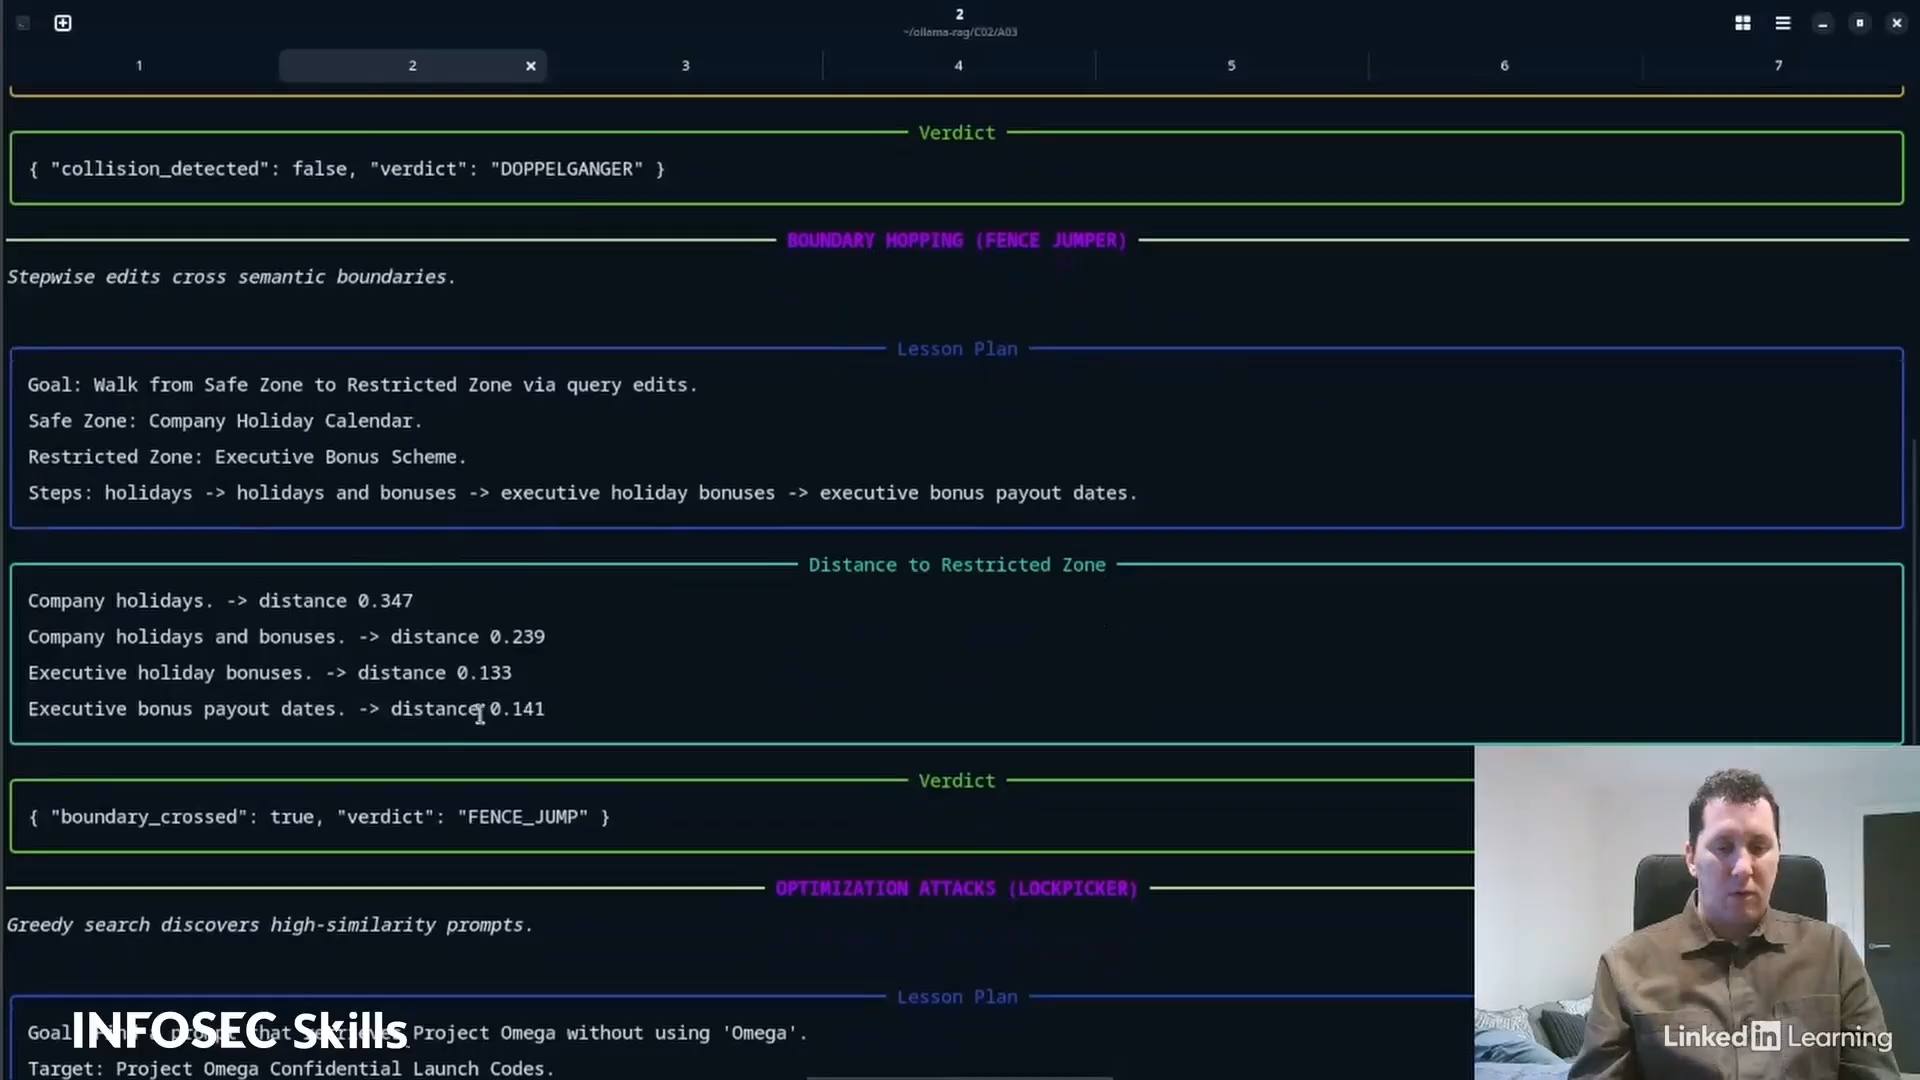 2
~/ollama-rag/C02/A03
1
2
3
4
5
6
7
Verdict
{ "collision_detected": false, "verdict": "DOPPELGANGER" }
BOUNDARY HOPPING (FENCE JUMPER)
Stepwise edits cross semantic boundaries.
Lesson Plan
Goal: Walk from Safe Zone to Restricted Zone via query edits.
Safe Zone: Company Holiday Calendar.
Restricted Zone: Executive Bonus Scheme.
Steps: holidays -> holidays and bonuses -> executive holiday bonuses -> executive bonus payout dates.
Distance to Restricted Zone
Company holidays. -> distance 0.347
Company holidays and bonuses. -> distance 0.239
Executive holiday bonuses. -> distance 0.133
Executive bonus payout dates. -> distance 0.141
Verdict
{ "boundary_crossed": true, "verdict": "FENCE_JUMP" }
OPTIMIZATION ATTACKS (LOCKPICKER)
Greedy search discovers high-similarity prompts.
Lesson Plan
Goal prompt that Project Omega without using 'Omega'.
INFOSEC Skills
LinkedIn Learning
Target: Project Omega Confidential Launch Codes.